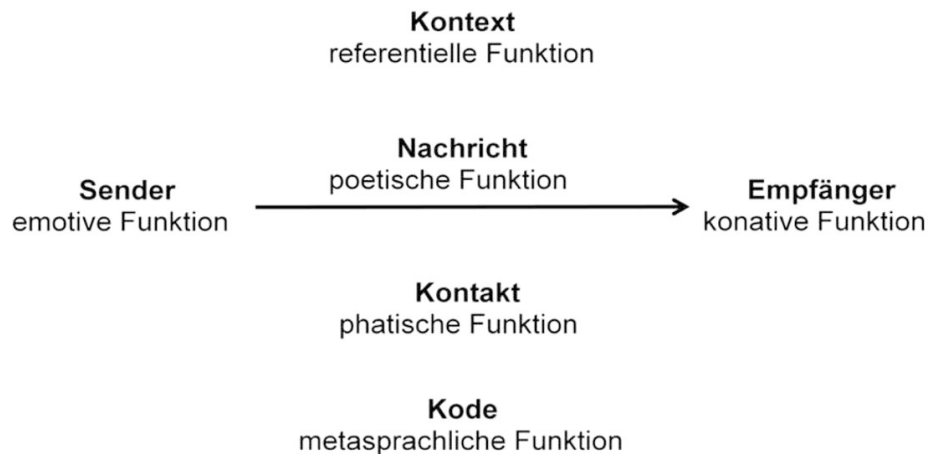 Kontext
referentielle Funktion
Nachricht
poetische Funktion
Sender
emotive Funktion
Empfänger
konative Funktion
Kontakt
phatische Funktion
Kode
metasprachliche Funktion